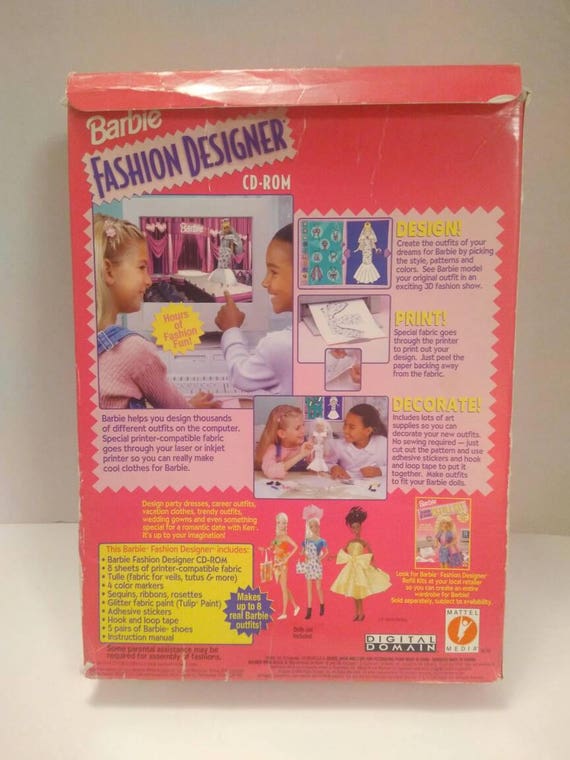 Barbie
FASHION DESIGNER
CD-ROM
Barbie
Hours
of
Fashion
Fun!
DESIGN!
Create the outfits of your
dreams for Barbie by picking
the style, patterns and
colors. See Barbie model
your original outfit in an
exciting 3D fashion show.
PRINT!
Special fabric goes
through the printer
to print out your
design. Just peel the
paper backing away
from the fabric.
Barbie helps you design thousands
of different outfits on the computer.
Special printer-compatible fabric
goes through your laser or inkjet
printer so you can really make
cool clothes for Barbie.
DECORATE!
Includes lots of art
supplies so you can
decorate your new outfits.
No sewing required — just
cut out the pattern and use
adhesive stickers and hook
and loop tape to put it
together. Make outfits
to fit your Barbie dolls.
Design party dresses, career outfits,
vacation clothes, trendy outfits,
wedding gowns and even something
special for a romantic date with Ken.
It's up to your imagination!
This Barbie Fashion Designer includes:
• Barbie Fashion Designer CD-ROM
• 8 sheets of printer-compatible fabric
• Tulle (fabric for veils, tutus & more)
• 4 color markers
• Sequins, ribbons, rosettes
• Glitter fabric paint (Tulip Paint)
• Adhesive stickers
• Hook and loop tape
• 5 pairs of Barbie shoes
• Instruction manual
Makes
up to 8
real Barbie
outfits!
Some parental assistance may be
required for assembly of fashions.
Dolls not
included
Barbie
Look for Barbie Fashion Designer
Refill Kits at your local retailer
so you can create an entire
wardrobe for Barbie!
Sold separately, subject to availability.
DIGITAL
DOMAIN
MATTEL
MEDIA